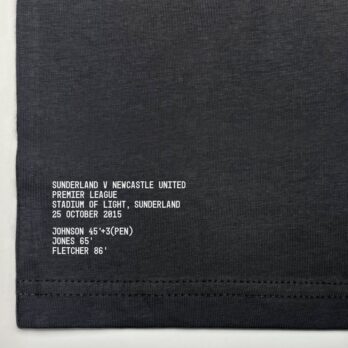 SUNDERLAND V NEWCASTLE UNITED
PREMIER LEAGUE
STADIUM OF LIGHT, SUNDERLAND
25 OCTOBER 2015
JOHNSON 45'+3(PEN)
JONES 65'
FLETCHER 86'